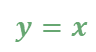 y = x